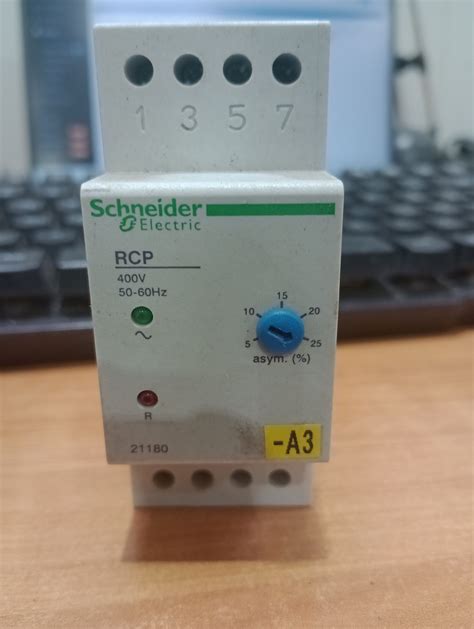 1 3 5 7
Schneider
Electric
RCP
400V
50-60Hz
15
10 20
5 25
asym. (%)
R
21180
-A3